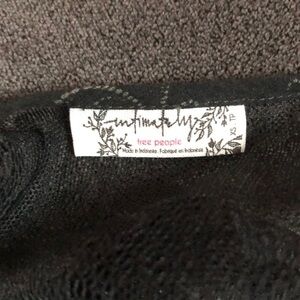 intimately
free people
Made in Indonesia . Fabriqué en Indonésie
XS TP